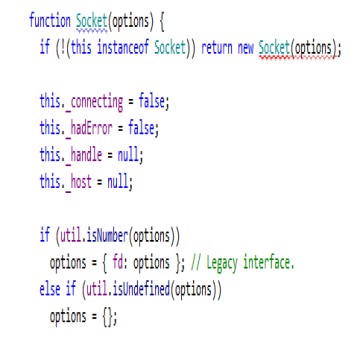 function Socket(options) {
if (!(this instanceof Socket)) return new Socket(options);
this._connecting = false;
this._hadError = false;
this._handle = null;
this._host = null;
if (util.isNumber(options))
options = { fd: options }; // Legacy interface.
else if (util.isUndefined(options))
options = {};